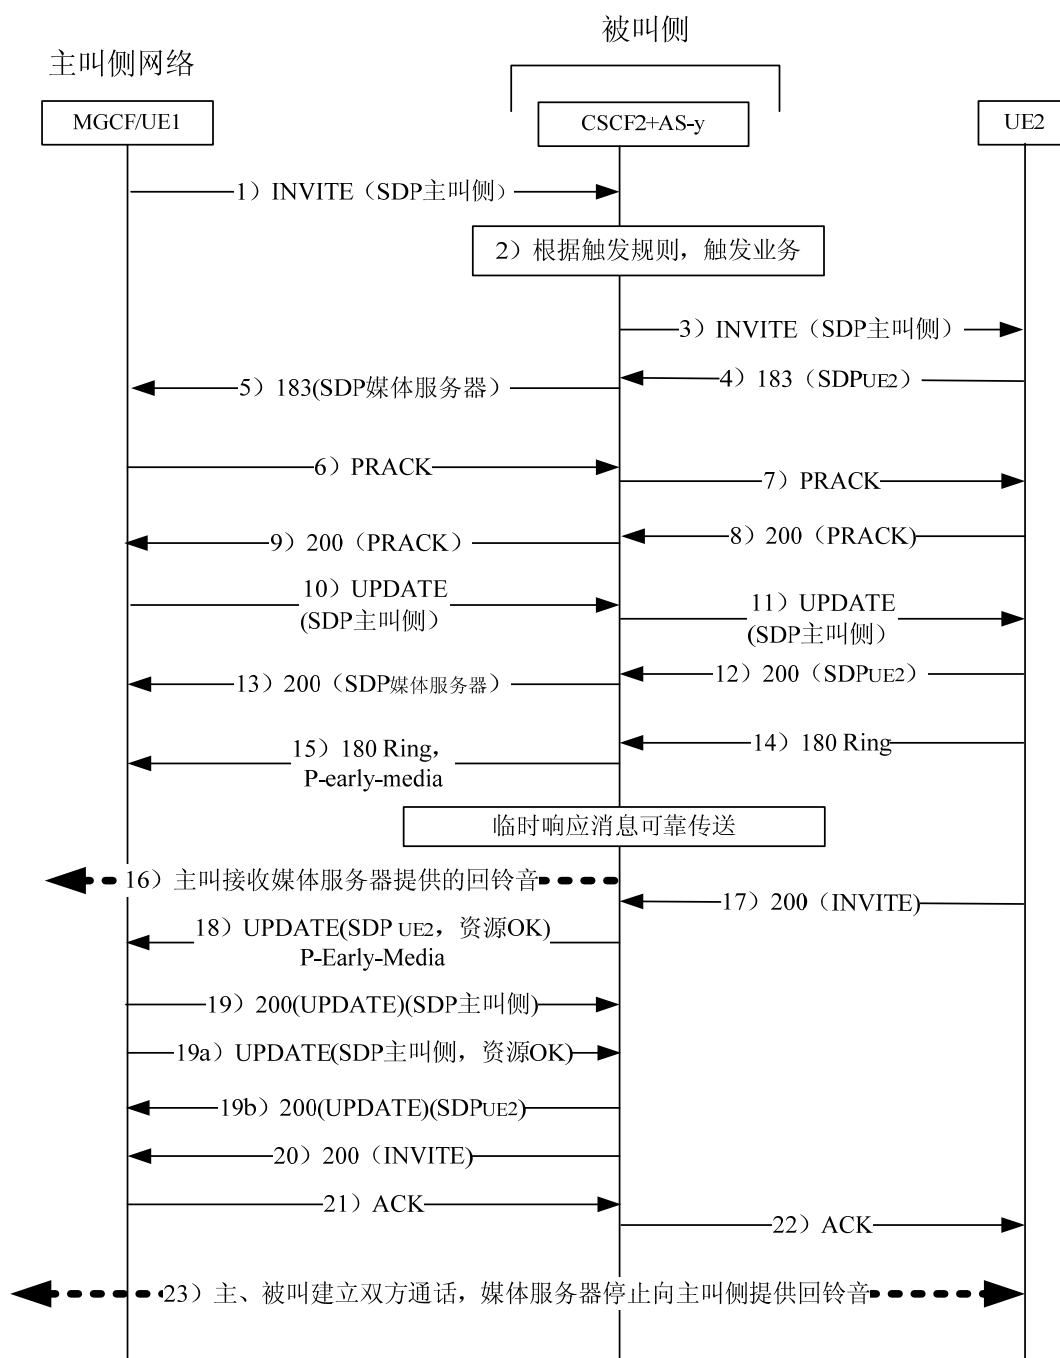 被叫侧
主叫侧网络
MGCF/UE1
CSCF2+AS-y
UE2
1）INVITE（SDP主叫侧）
2）根据触发规则，触发业务
3）INVITE（SDP主叫侧）
4）183（SDPUE2）
5）183(SDP媒体服务器）
6）PRACK
7）PRACK
8）200（PRACK)
9）200（PRACK）
10）UPDATE
(SDP主叫侧）
11）UPDATE
(SDP主叫侧）
12）200（SDPUE2）
13）200（SDP媒体服务器）
14）180 Ring
15）180 Ring，
P-early-media
临时响应消息可靠传送
16）主叫接收媒体服务器提供的回铃音
17）200（INVITE)
18）UPDATE(SDP UE2，资源OK)
P-Early-Media
19）200(UPDATE)(SDP主叫侧)
19a）UPDATE(SDP主叫侧，资源OK)
19b）200(UPDATE)(SDPUE2)
20）200（INVITE)
21）ACK
22）ACK
23）主、被叫建立双方通话，媒体服务器停止向主叫侧提供回铃音